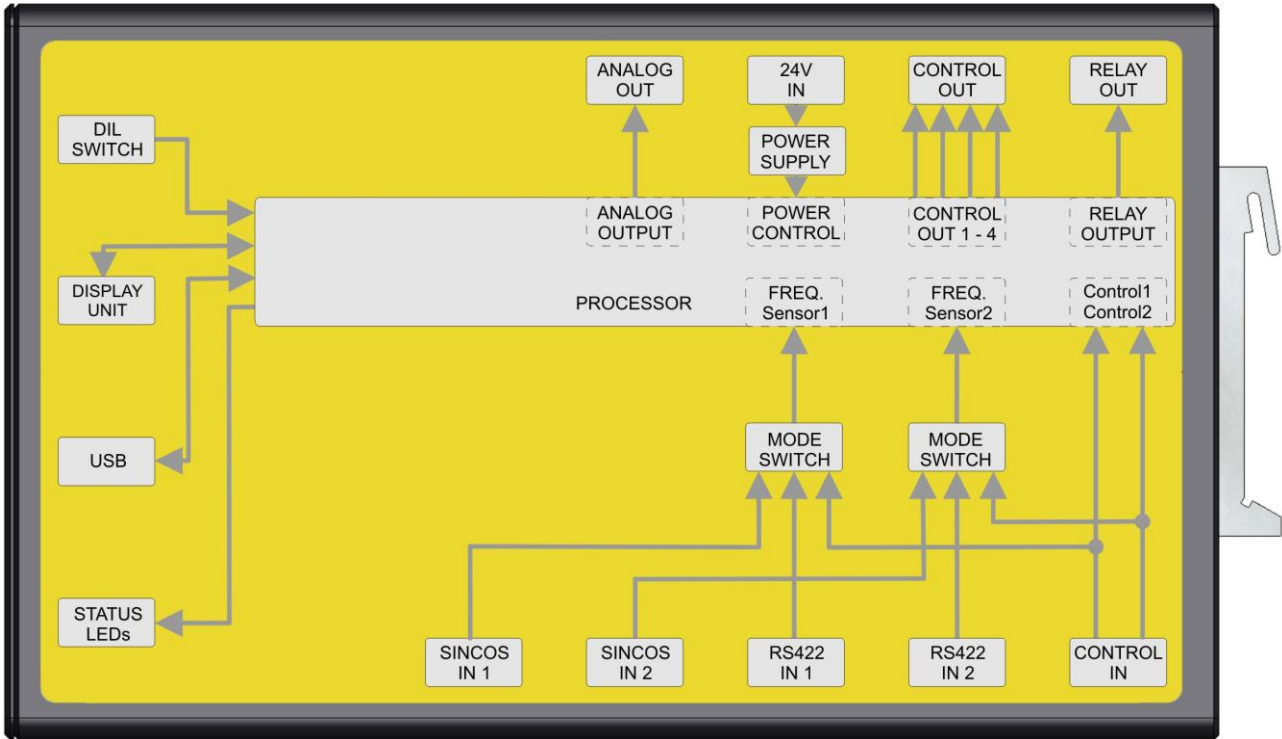 ANALOG
OUT
24V
IN
CONTROL
OUT
RELAY
OUT
DIL
SWITCH
POWER
SUPPLY
ANALOG
OUTPUT
POWER
CONTROL
CONTROL
OUT 1 - 4
RELAY
OUTPUT
DISPLAY
UNIT
PROCESSOR
FREQ.
Sensor1
FREQ.
Sensor2
Control1
Control2
USB
MODE
SWITCH
MODE
SWITCH
STATUS
LEDs
SINCOS
IN 1
SINCOS
IN 2
RS422
IN 1
RS422
IN 2
CONTROL
IN